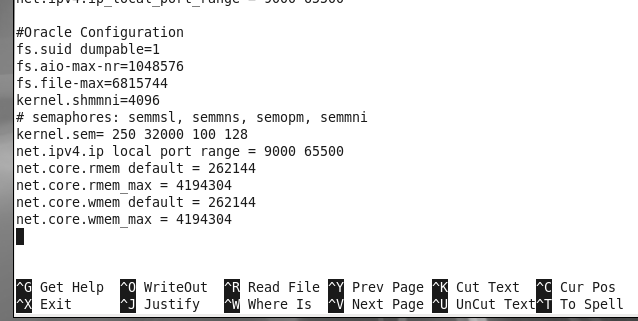 net.ipv4.ip_local_port_range = 9000 65500
#Oracle Configuration
fs.suid dumpable=1
fs.aio-max-nr=1048576
fs.file-max=6815744
kernel.shmmni=4096
# semaphores: semmsl, semmns, semopm, semmni
kernel.sem= 250 32000 100 128
net.ipv4.ip local port range = 9000 65500
net.core.rmem default = 262144
net.core.rmem_max = 4194304
net.core.wmem default = 262144
net.core.wmem_max = 4194304
^G Get Help ^O WriteOut ^R Read File ^Y Prev Page ^K Cut Text ^C Cur Pos
^X Exit ^J Justify ^W Where Is ^V Next Page ^U UnCut Text ^T To Spell